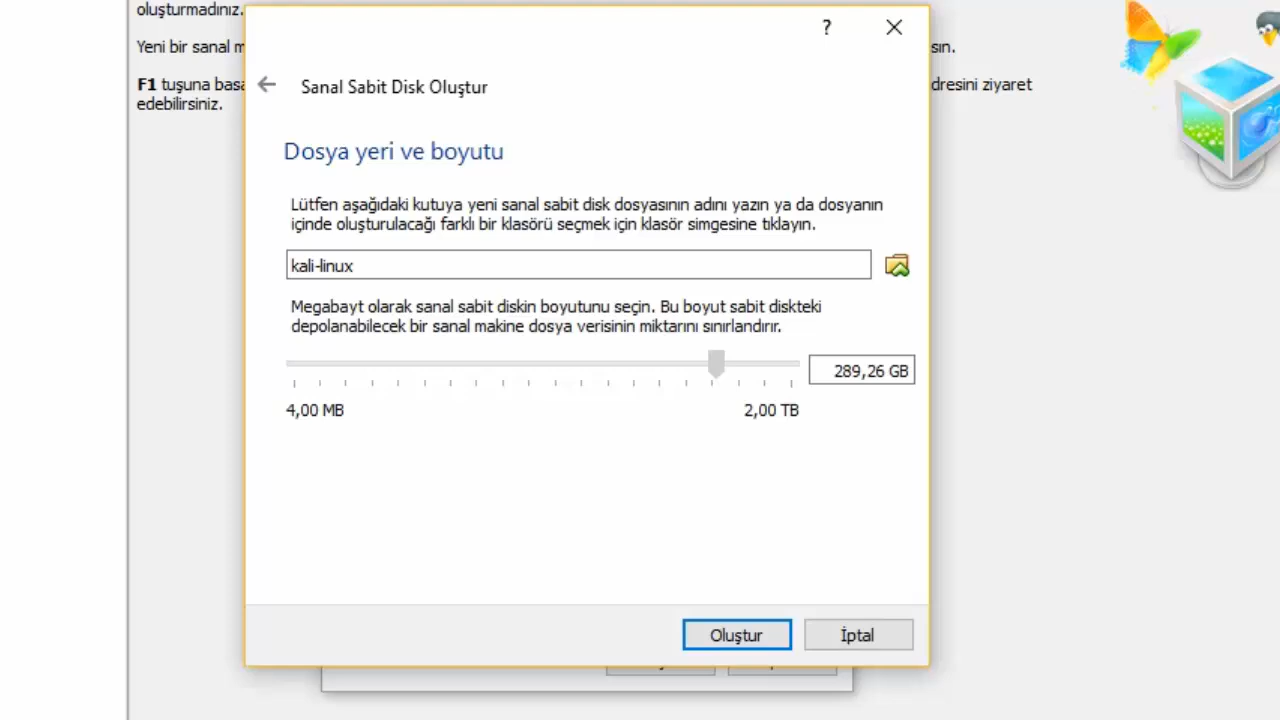 oluşturmadınız.
Yeni bir sanal m
sın.
F1 tuşuna basa
dresini ziyaret
edebilirsiniz.
?
Sanal Sabit Disk Oluştur
Dosya yeri ve boyutu
Lütfen aşağıdaki kutuya yeni sanal sabit disk dosyasının adını yazın ya da dosyanın
içinde oluşturulacağı farklı bir klasörü seçmek için klasör simgesine tıklayın.
kali-linux
Megabayt olarak sanal sabit diskin boyutunu seçin. Bu boyut sabit diskteki
depolanabilecek bir sanal makine dosya verisinin miktarını sınırlandırır.
289,26 GB
4,00 MB
2,00 TB
Oluştur
İptal